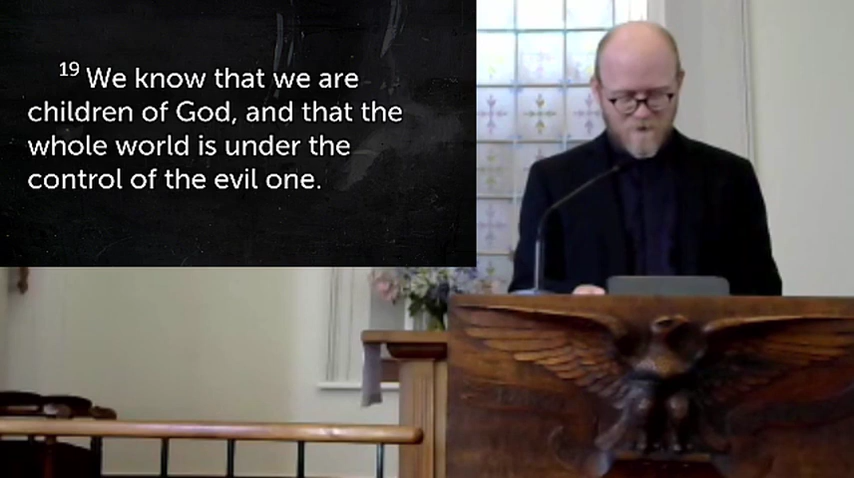 19 We know that we are
children of God, and that the
whole world is under the
control of the evil one.